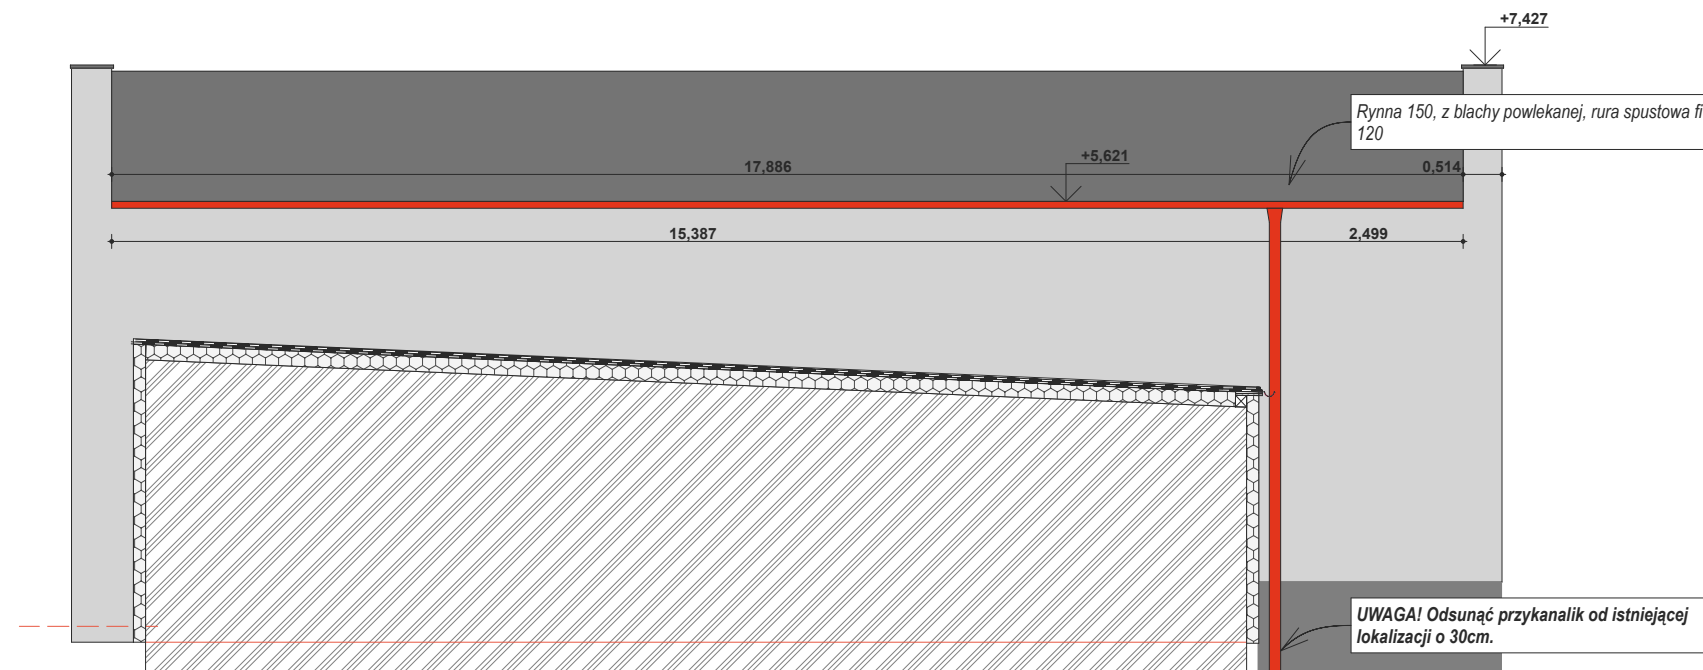 +7,427
Rynna 150, z blachy powlekanej, rura spustowa fi
120
+5,621
17,886
0,514
15,387
2,499
UWAGA! Odsunąć przykanalik od istniejącej
lokalizacji o 30cm.